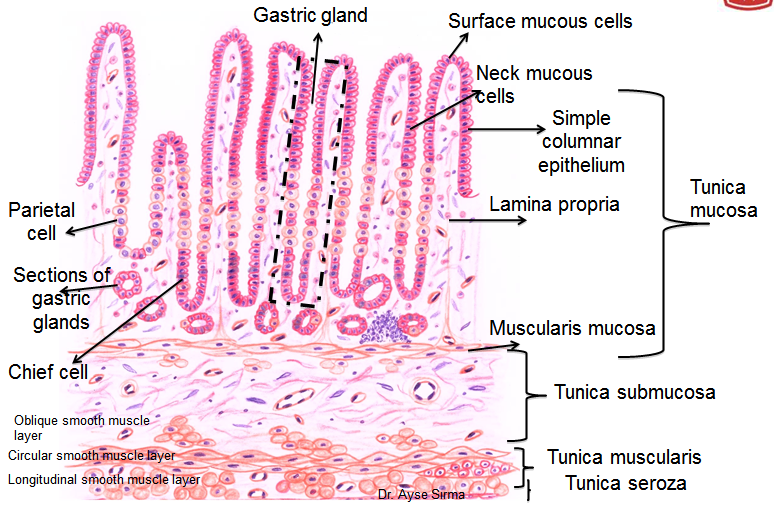 Gastric gland
Surface mucous cells
Neck mucous
cells
Simple
columnar
epithelium
Tunica
mucosa
Parietal
cell
Lamina propria
Sections of
gastric
glands
Muscularis mucosa
Chief cell
Tunica submucosa
Oblique smooth muscle
layer
Circular smooth muscle layer
Tunica muscularis
Longitudinal smooth muscle layer
Tunica seroza
Dr. Ayse Sirma